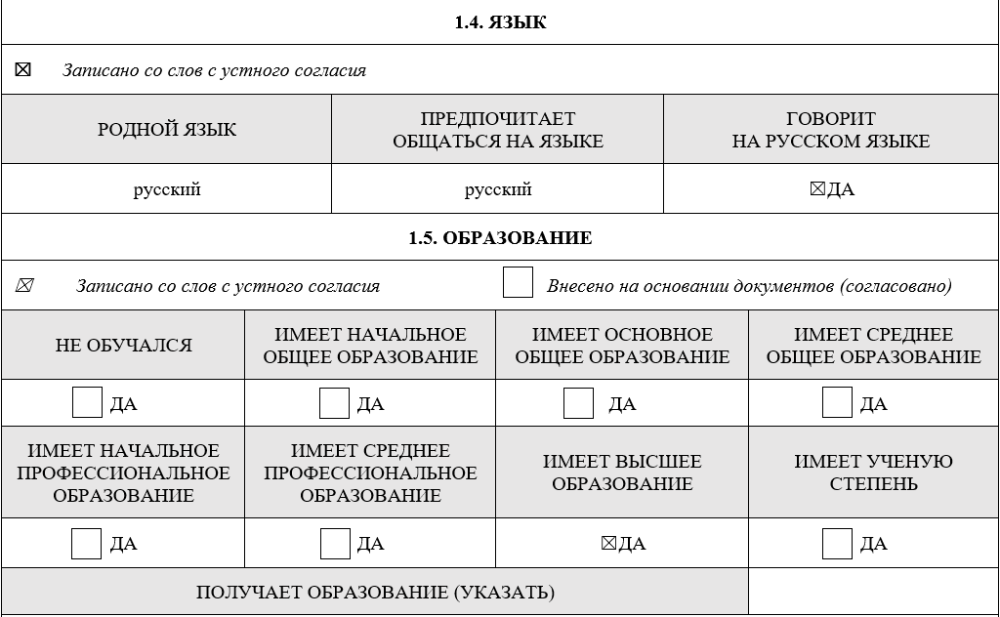 1.4. ЯЗЫК
☒ Записано со слов с устного согласия
РОДНОЙ ЯЗЫК
ПРЕДПОЧИТАЕТ
ОБЩАТЬСЯ НА ЯЗЫКЕ
ГОВОРИТ
НА РУССКОМ ЯЗЫКЕ
русский
русский
☒ДА
1.5. ОБРАЗОВАНИЕ
☒ Записано со слов с устного согласия
Внесено на основании документов (согласовано)
НЕ ОБУЧАЛСЯ
ИМЕЕТ НАЧАЛЬНОЕ
ОБЩЕЕ ОБРАЗОВАНИЕ
ИМЕЕТ ОСНОВНОЕ
ОБЩЕЕ ОБРАЗОВАНИЕ
ИМЕЕТ СРЕДНЕЕ
ОБЩЕЕ ОБРАЗОВАНИЕ
ДА
ДА
ДА
ДА
ИМЕЕТ НАЧАЛЬНОЕ
ПРОФЕССИОНАЛЬНОЕ
ОБРАЗОВАНИЕ
ИМЕЕТ СРЕДНЕЕ
ПРОФЕССИОНАЛЬНОЕ
ОБРАЗОВАНИЕ
ИМЕЕТ ВЫСШЕЕ
ОБРАЗОВАНИЕ
ИМЕЕТ УЧЕНУЮ
СТЕПЕНЬ
ДА
ДА
☒ДА
ДА
ПОЛУЧАЕТ ОБРАЗОВАНИЕ (УКАЗАТЬ)